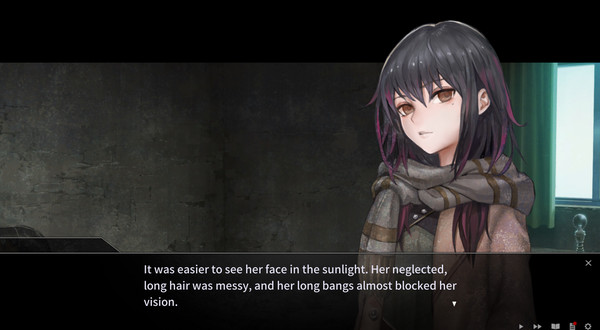 It was easier to see her face in the sunlight. Her neglected,
long hair was messy, and her long bangs almost blocked her
vision.